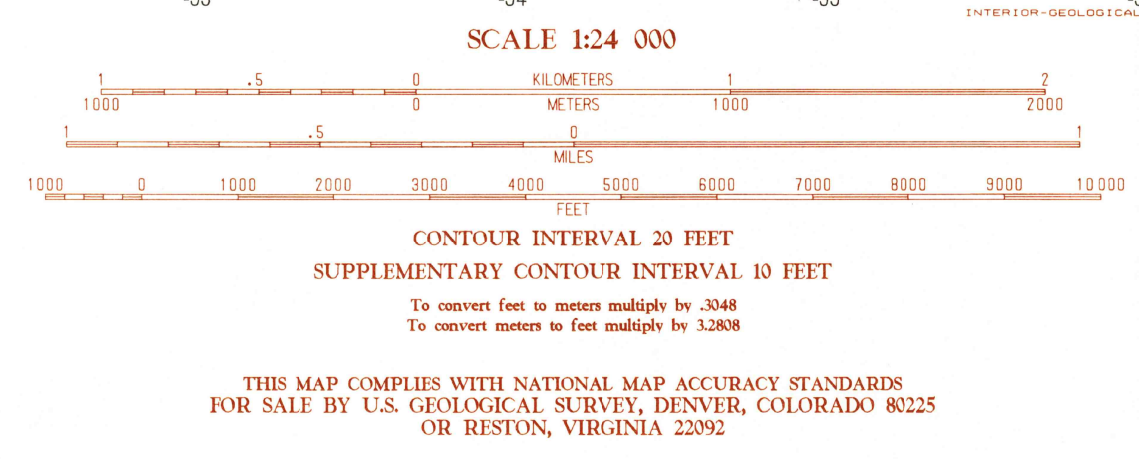 INTERIOR-GEOLOGICAL
SCALE 1:24 000
1 .5 0 KILOMETERS 1 2
1000 0 METERS 1000 2000
1 .5 0 1
MILES
1000 0 1000 2000 3000 4000 5000 6000 7000 8000 9000 10 000
FEET
CONTOUR INTERVAL 20 FEET
SUPPLEMENTARY CONTOUR INTERVAL 10 FEET
To convert feet to meters multiply by .3048
To convert meters to feet multiply by 3.2808
THIS MAP COMPLIES WITH NATIONAL MAP ACCURACY STANDARDS
FOR SALE BY U.S. GEOLOGICAL SURVEY, DENVER, COLORADO 80225
OR RESTON, VIRGINIA 22092